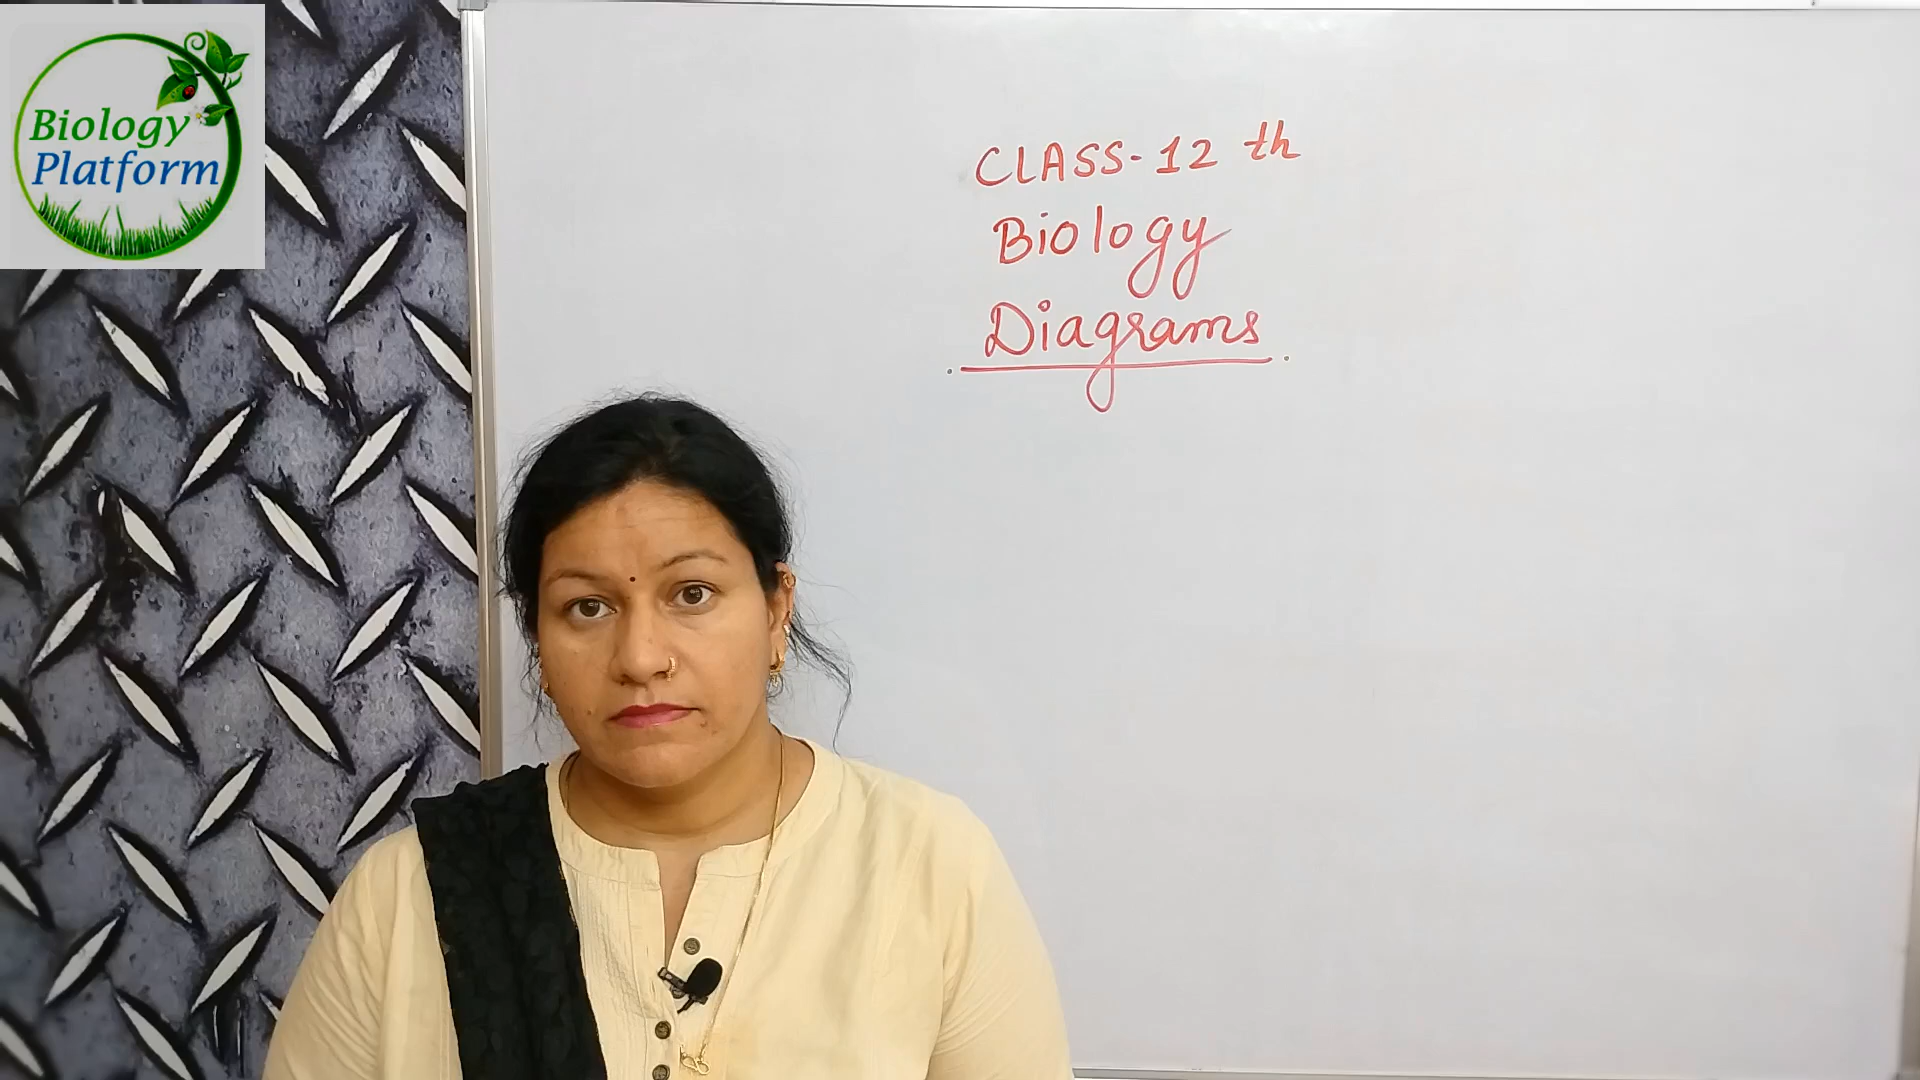 Biology
Platform
CLASS-12 th
Biology
Diagrams